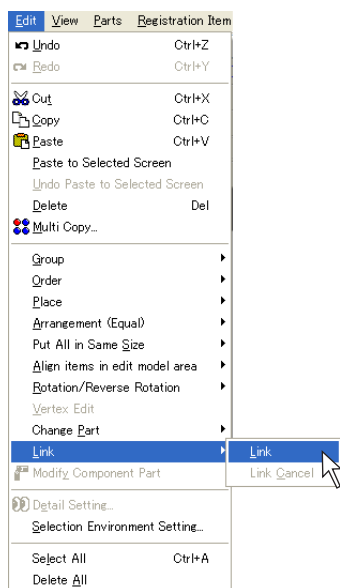 Edit View Parts Registration Item
Undo Ctrl+Z
Redo Ctrl+Y
Cut Ctrl+X
Copy Ctrl+C
Paste Ctrl+V
Paste to Selected Screen
Undo Paste to Selected Screen
Delete Del
Multi Copy...
Group
Order
Place
Arrangement (Equal)
Put All in Same Size
Align items in edit model area
Rotation/Reverse Rotation
Vertex Edit
Change Part
Link Link
Modify Component Part Link Cancel
Detail Setting...
Selection Environment Setting...
Select All Ctrl+A
Delete All